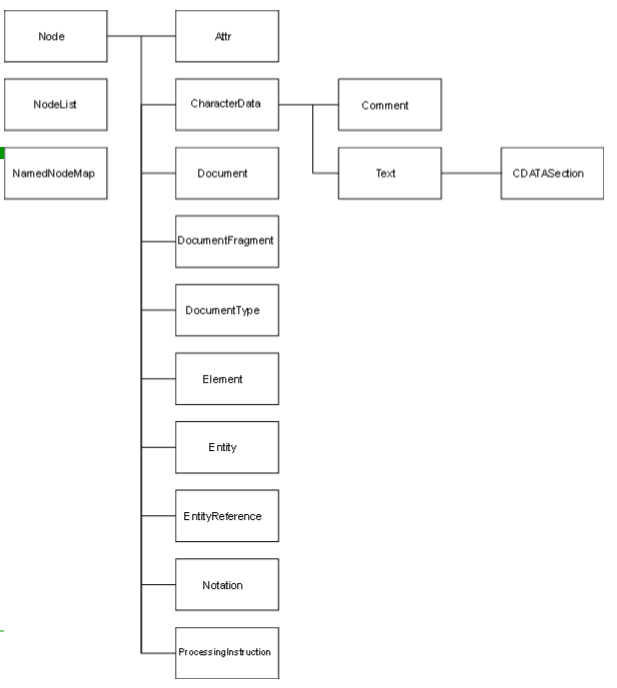 Node
Attr
NodeList
CharacterData
Comment
NamedNodeMap
Document
Text
CDATASection
DocumentFragment
DocumentType
Element
Entity
EntityReference
Notation
ProcessingInstruction